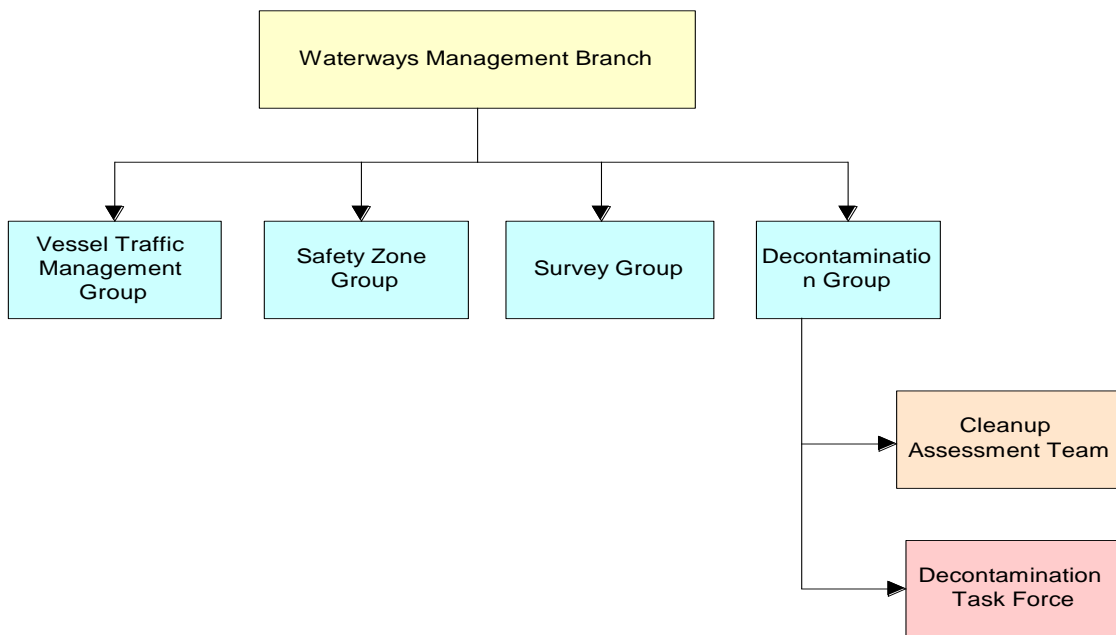 Waterways Management Branch
Vessel Traffic
Management
Group
Safety Zone
Group
Survey Group
Decontaminatio
n Group
Cleanup
Assessment Team
Decontamination
Task Force